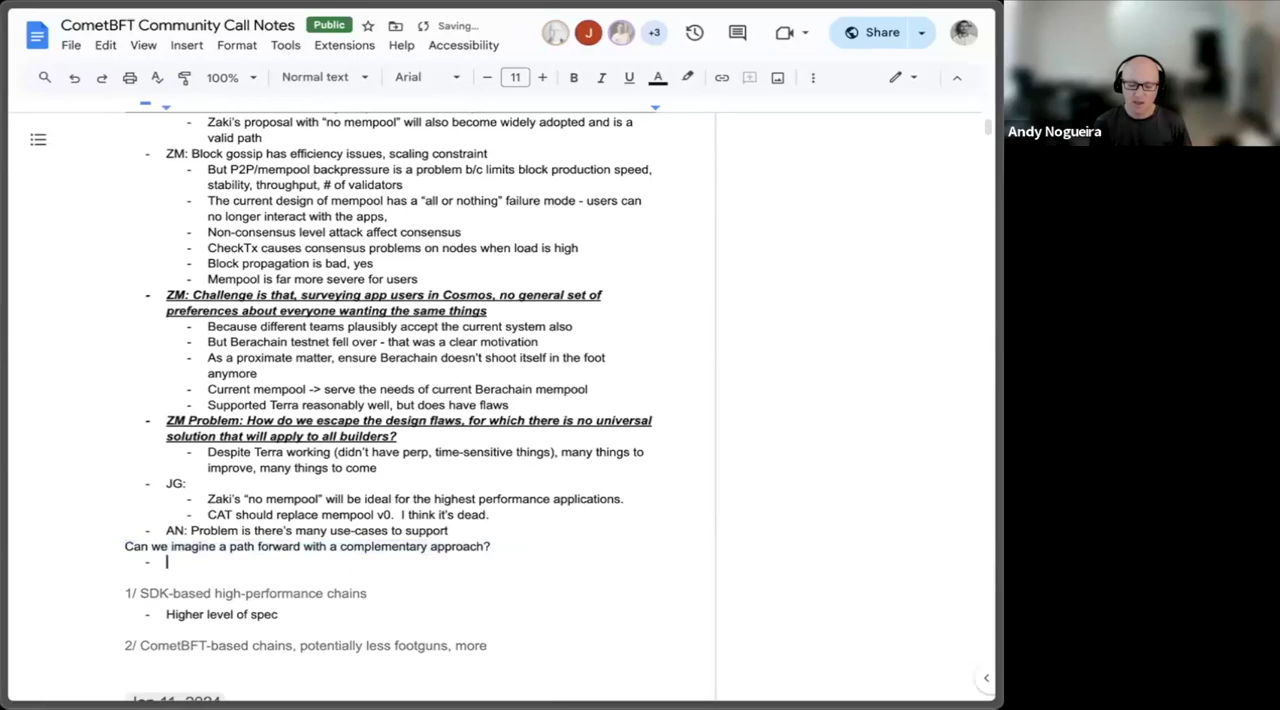 CometBFT Community Call Notes Public Saving...
J +3 Share
File Edit View Insert Format Tools Extensions Help Accessibility
100% Normal text Arial − 11 + B I U A
Andy Nogueira
- Zaki's proposal with "no mempool" will also become widely adopted and is a
valid path
- ZM: Block gossip has efficiency issues, scaling constraint
- But P2P/mempool backpressure is a problem b/c limits block production speed,
stability, throughput, # of validators
- The current design of mempool has a "all or nothing" failure mode - users can
no longer interact with the apps,
- Non-consensus level attack affect consensus
- CheckTx causes consensus problems on nodes when load is high
- Block propagation is bad, yes
- Mempool is far more severe for users
- ZM: Challenge is that, surveying app users in Cosmos, no general set of
preferences about everyone wanting the same things
- Because different teams plausibly accept the current system also
- But Berachain testnet fell over - that was a clear motivation
- As a proximate matter, ensure Berachain doesn't shoot itself in the foot
anymore
- Current mempool -> serve the needs of current Berachain mempool
- Supported Terra reasonably well, but does have flaws
- ZM Problem: How do we escape the design flaws, for which there is no universal
solution that will apply to all builders?
- Despite Terra working (didn't have perp, time-sensitive things), many things to
improve, many things to come
- JG:
- Zaki's "no mempool" will be ideal for the highest performance applications.
- CAT should replace mempool v0. I think it's dead.
- AN: Problem is there's many use-cases to support
Can we imagine a path forward with a complementary approach?
-
1/ SDK-based high-performance chains
- Higher level of spec
2/ CometBFT-based chains, potentially less footguns, more
Jan 11, 2024